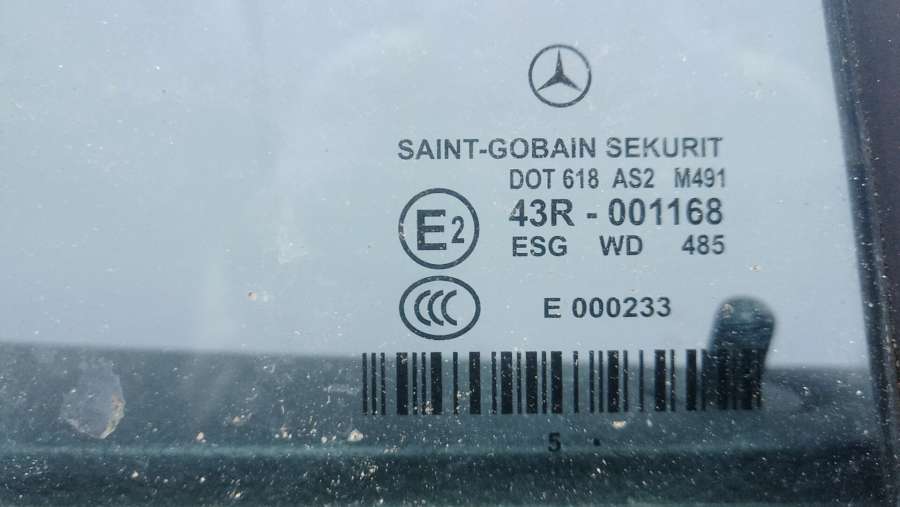 SAINT-GOBAIN SEKURIT
DOT 618 AS2 M491
E2 43R - 001168
ESG WD 485
CCC E 000233
5 .